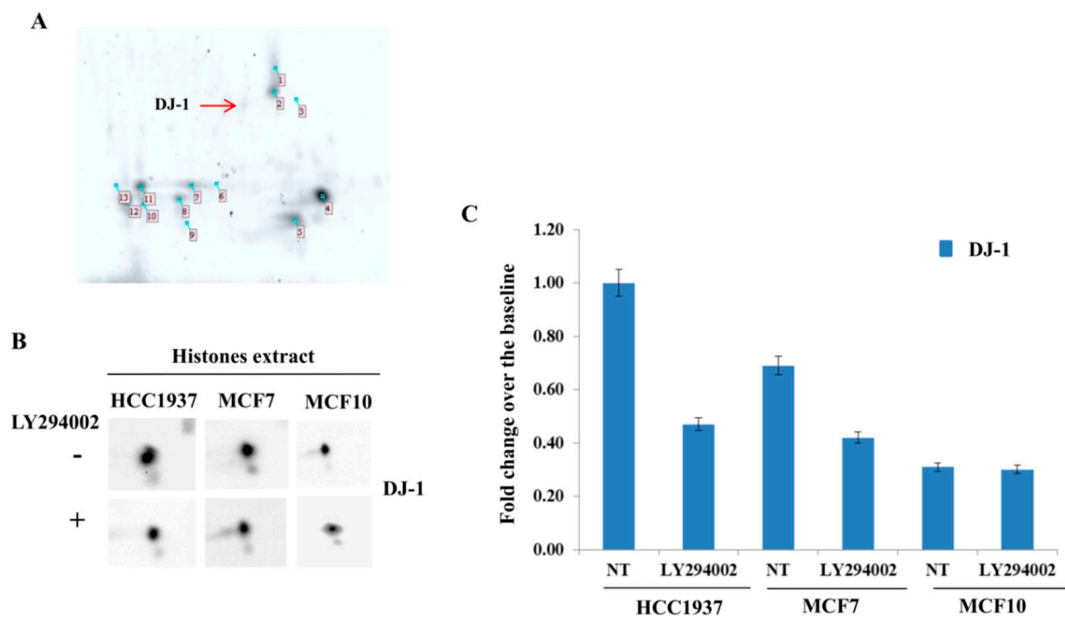 A
DJ-1
1
2
3
13
11
7
6
12
10
8
4
9
5
B
Histones extract
HCC1937 MCF7 MCF10
LY294002
-
DJ-1
+
C
DJ-1
Fold change over the baseline
1.20
1.00
0.80
0.60
0.40
0.20
0.00
NT LY294002 NT LY294002 NT LY294002
HCC1937 MCF7 MCF10